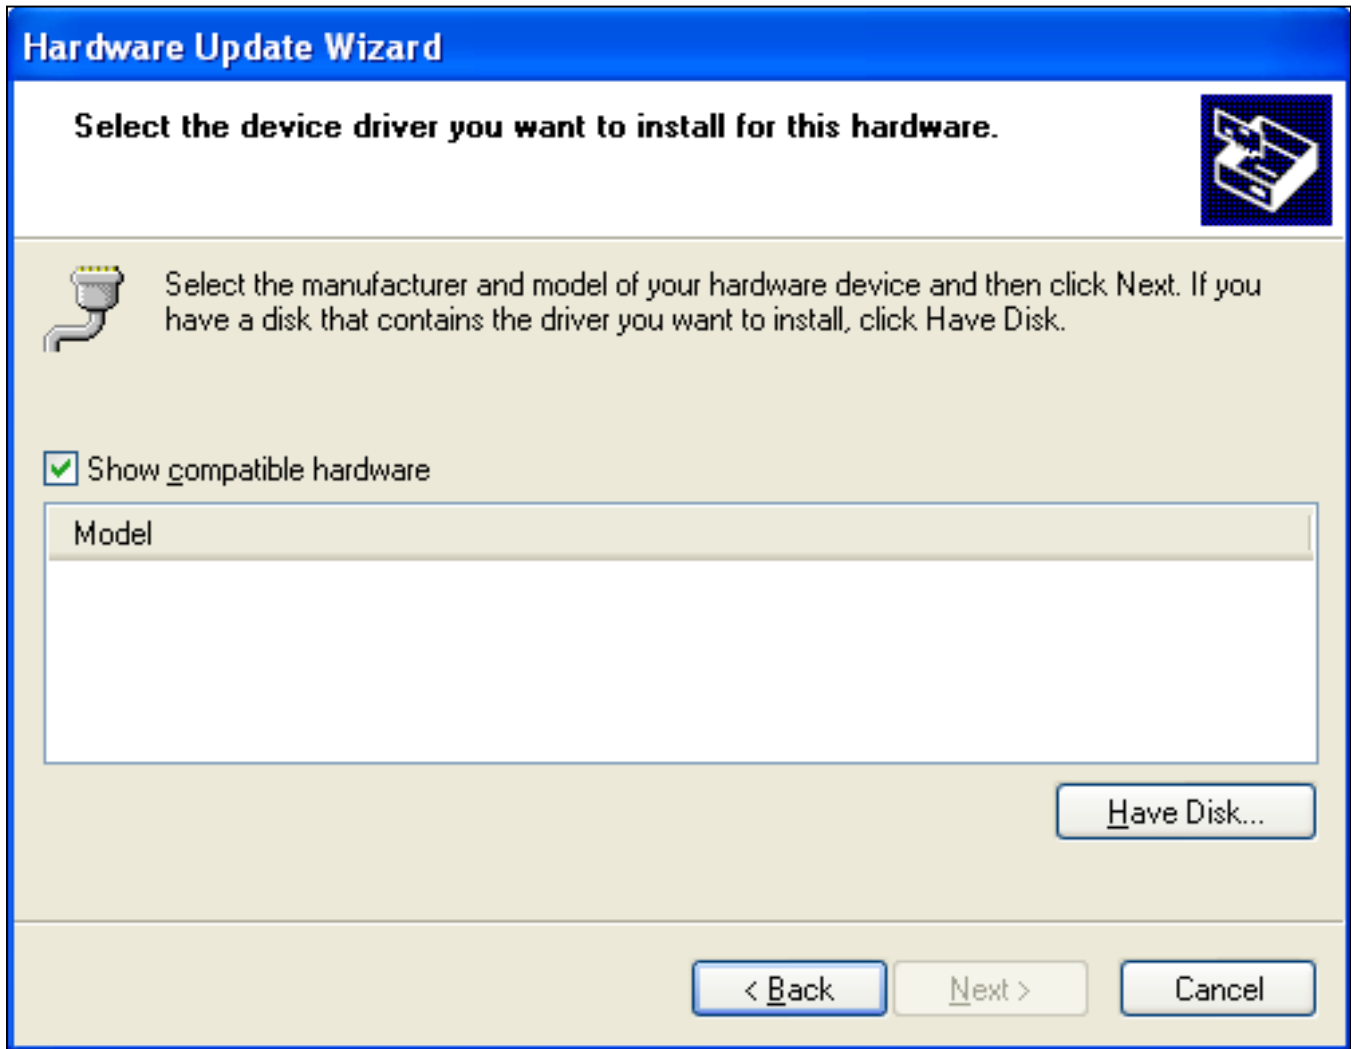 Hardware Update Wizard
Select the device driver you want to install for this hardware.
Select the manufacturer and model of your hardware device and then click Next. If you
have a disk that contains the driver you want to install, click Have Disk.
Show compatible hardware
Model
Have Disk...
< Back Next > Cancel